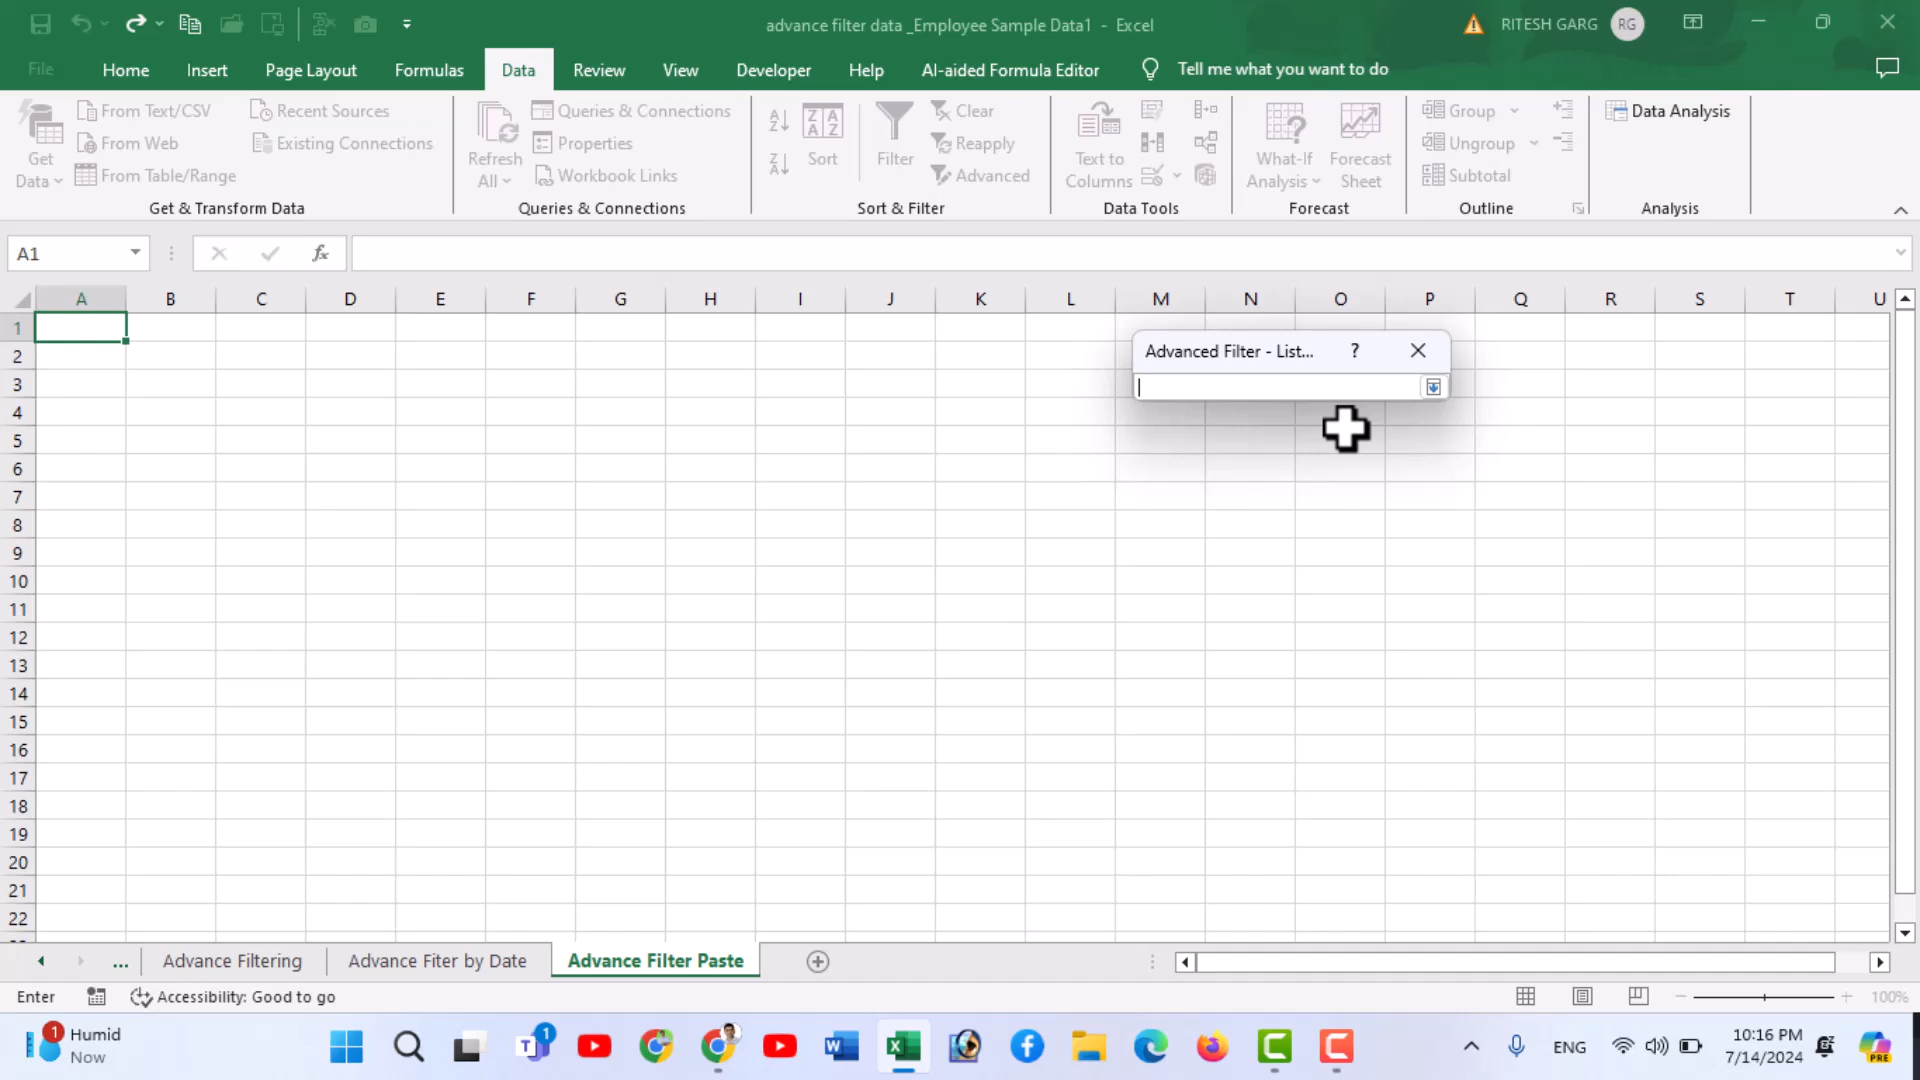 advance filter data _Employee Sample Data1 - Excel
RITESH GARG RG
File Home Insert Page Layout Formulas Data Review View Developer Help AI-aided Formula Editor Tell me what you want to do
Get Data
From Text/CSV
From Web
From Table/Range
Recent Sources
Existing Connections
Get & Transform Data
Refresh All
Queries & Connections
Properties
Workbook Links
Queries & Connections
Sort
Filter
Clear
Reapply
Advanced
Sort & Filter
Text to Columns
Data Tools
What-If Analysis
Forecast Sheet
Forecast
Group
Ungroup
Subtotal
Outline
Data Analysis
Analysis
A1 fx
A B C D E F G H I J K L M N O P Q R S T U
1
2
3
4
5
6
7
8
9
10
11
12
13
14
15
16
17
18
19
20
21
22
Advanced Filter - List... ?
... Advance Filtering Advance Fiter by Date Advance Filter Paste
Enter Accessibility: Good to go 100%
1 Humid
Now
1
ENG
10:16 PM
7/14/2024
PRE